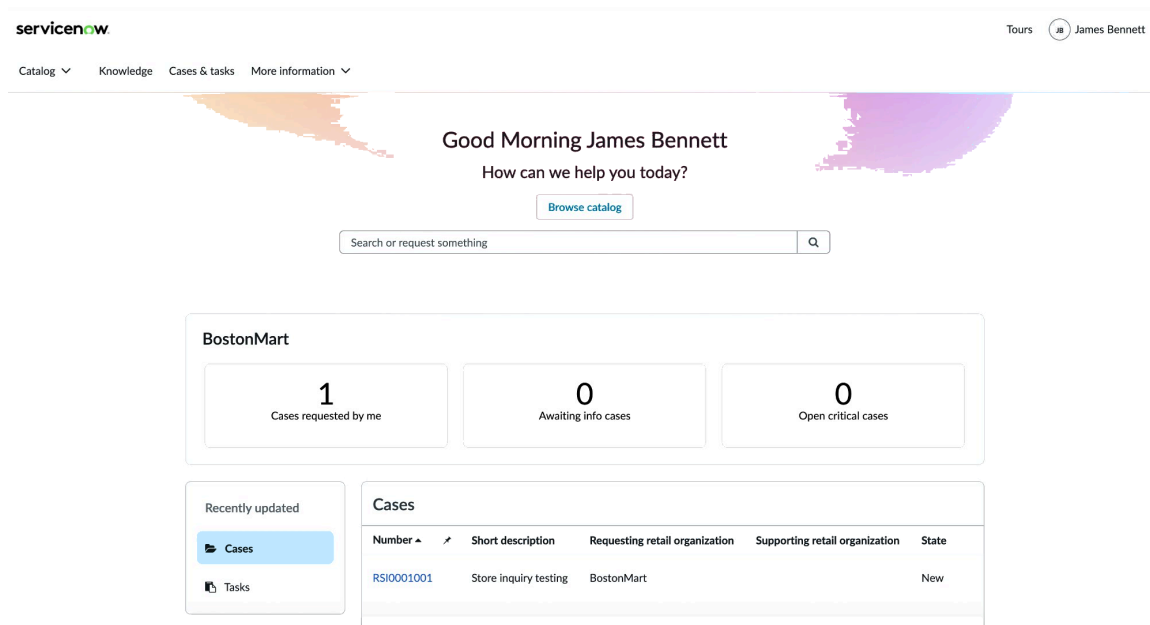 servicenow.
Tours JB James Bennett
Catalog Knowledge Cases & tasks More information
Good Morning James Bennett
How can we help you today?
Browse catalog
Search or request something
BostonMart
1 0 0
Cases requested by me Awaiting info cases Open critical cases
Recently updated
Cases
Tasks
Cases
Number Short description Requesting retail organization Supporting retail organization State
RSI0001001 Store inquiry testing BostonMart New